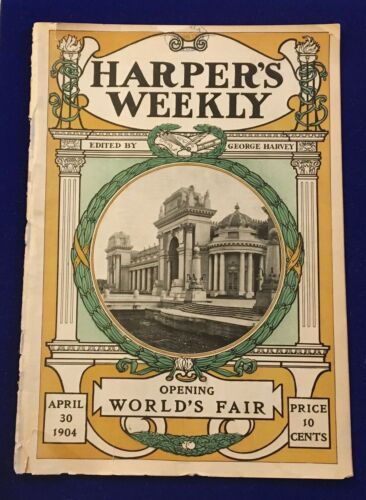 HARPER'S
WEEKLY
EDITED BY GEORGE HARVEY
OPENING
WORLD'S FAIR
APRIL
30
1904
PRICE
10
CENTS